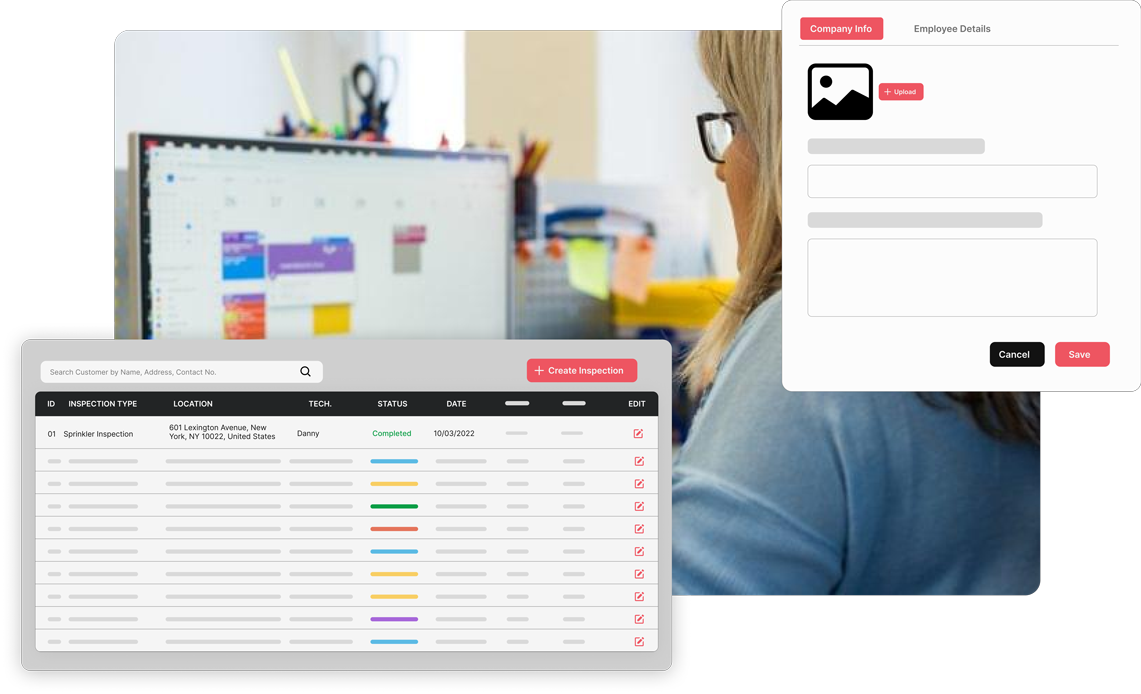 Company Info
Employee Details
+ Upload
Cancel
Save
Search Customer by Name, Address, Contact No.
+ Create Inspection
ID
INSPECTION TYPE
LOCATION
TECH.
STATUS
DATE
EDIT
01
Sprinkler Inspection
601 Lexington Avenue, New
York, NY 10022, United States
Danny
Completed
10/03/2022